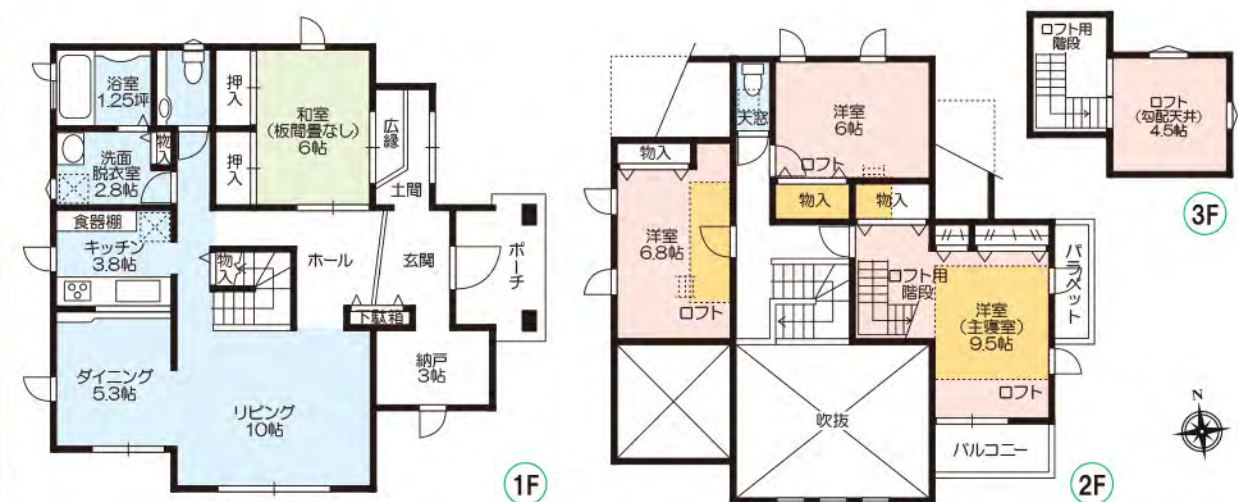 浴室
1.25坪
押入
和室
(板間畳なし)
6帖
広縁
洗面
脱衣室
2.8帖
物入
押入
土間
食器棚
キッチン
3.8帖
物入
ホール
玄関
ポーチ
下駄箱
ダイニング
5.3帖
リビング
10帖
納戸
3帖
1F
天窓
洋室
6帖
ロフト
物入
物入
物入
洋室
6.8帖
ロフト
ロフト用
階段
洋室
(主寝室)
9.5帖
ロフト
パラペット
吹抜
バルコニー
2F
ロフト用
階段
ロフト
(勾配天井)
4.5帖
3F
N